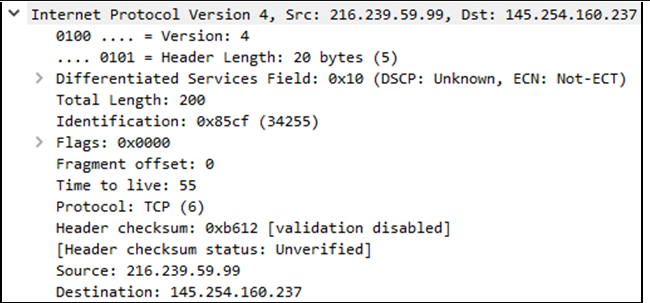 Internet Protocol Version 4, Src: 216.239.59.99, Dst: 145.254.160.237
0100 .... = Version: 4
.... 0101 = Header Length: 20 bytes (5)
Differentiated Services Field: 0x10 (DSCP: Unknown, ECN: Not-ECT)
Total Length: 200
Identification: 0x85cf (34255)
Flags: 0x0000
Fragment offset: 0
Time to live: 55
Protocol: TCP (6)
Header checksum: 0xb612 [validation disabled]
[Header checksum status: Unverified]
Source: 216.239.59.99
Destination: 145.254.160.237